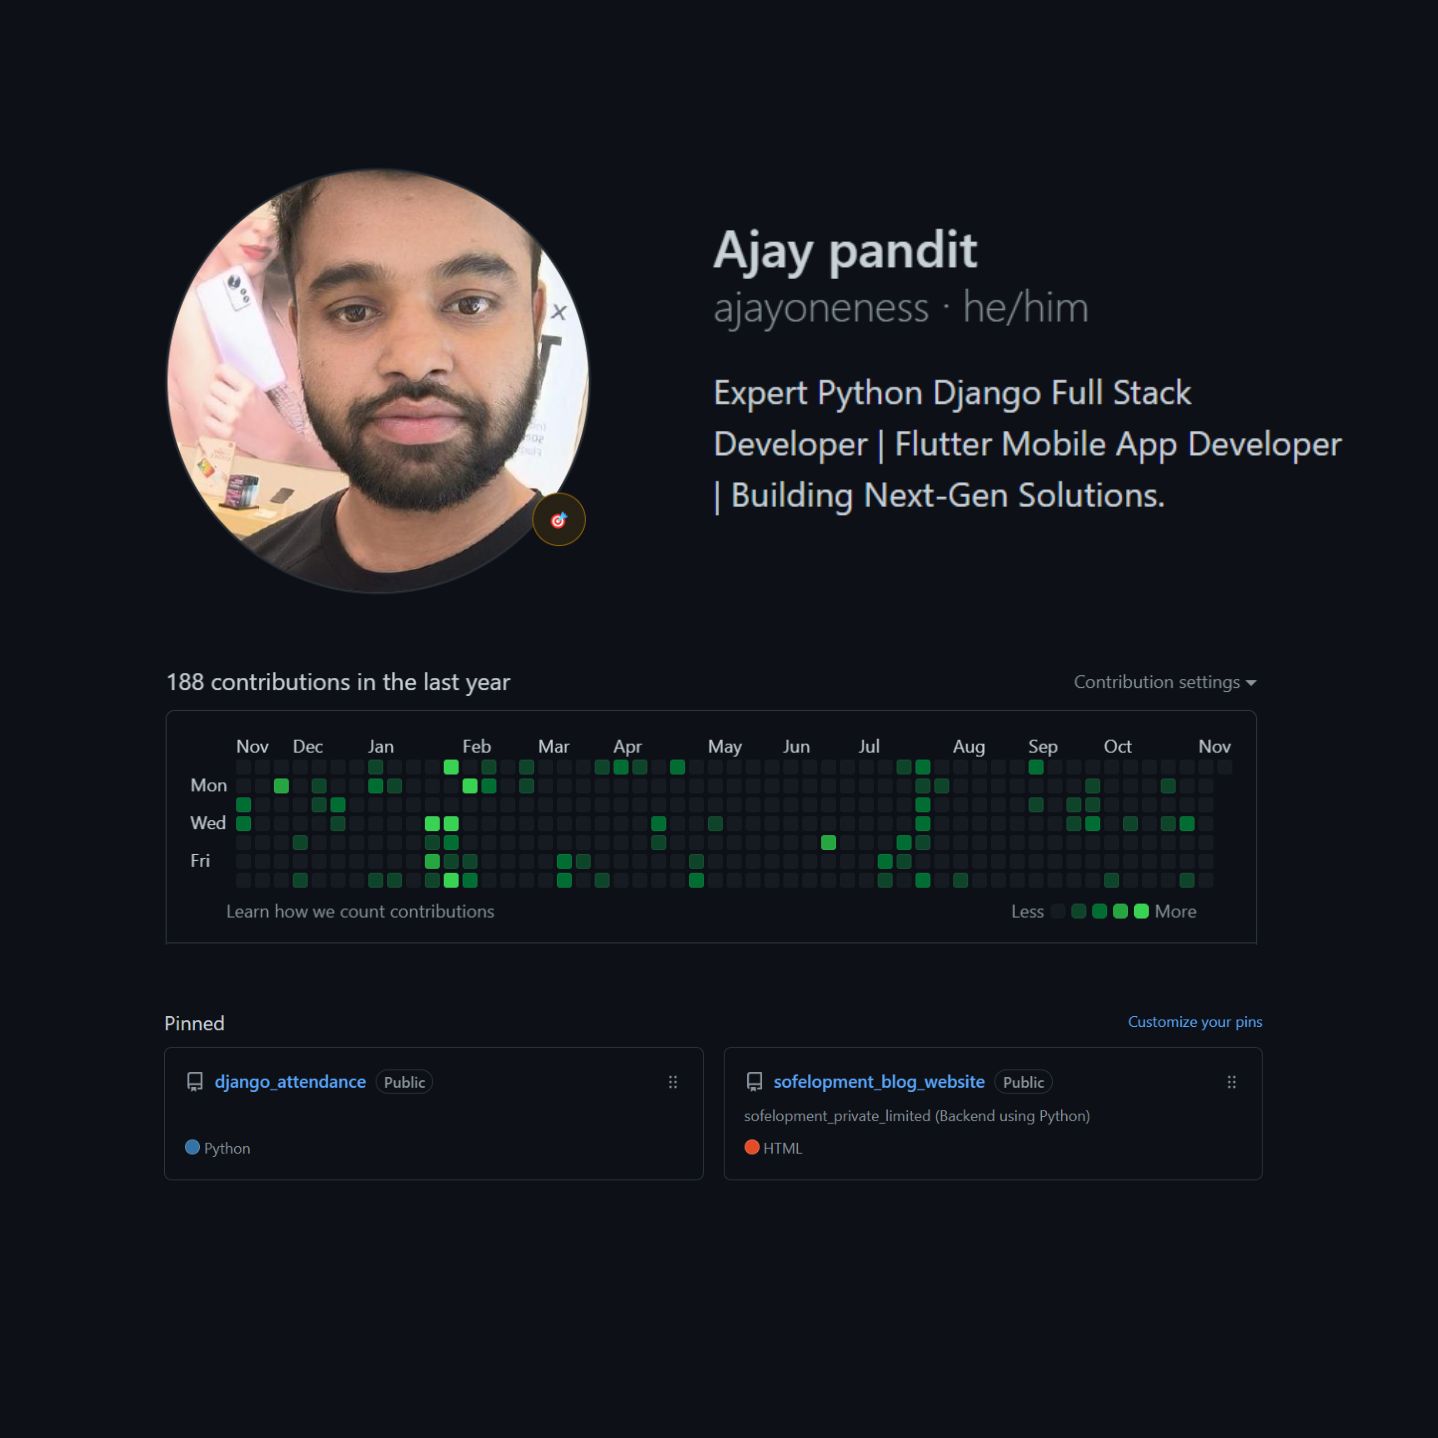 Ajay pandit
ajayoneness · he/him
Expert Python Django Full Stack
Developer | Flutter Mobile App Developer
| Building Next-Gen Solutions.
188 contributions in the last year
Contribution settings
Nov Dec Jan Feb Mar Apr May Jun Jul Aug Sep Oct Nov
Mon
Wed
Fri
Learn how we count contributions
Less More
Pinned
Customize your pins
django_attendance Public
Python
sofelopment_blog_website Public
sofelopment_private_limited (Backend using Python)
HTML